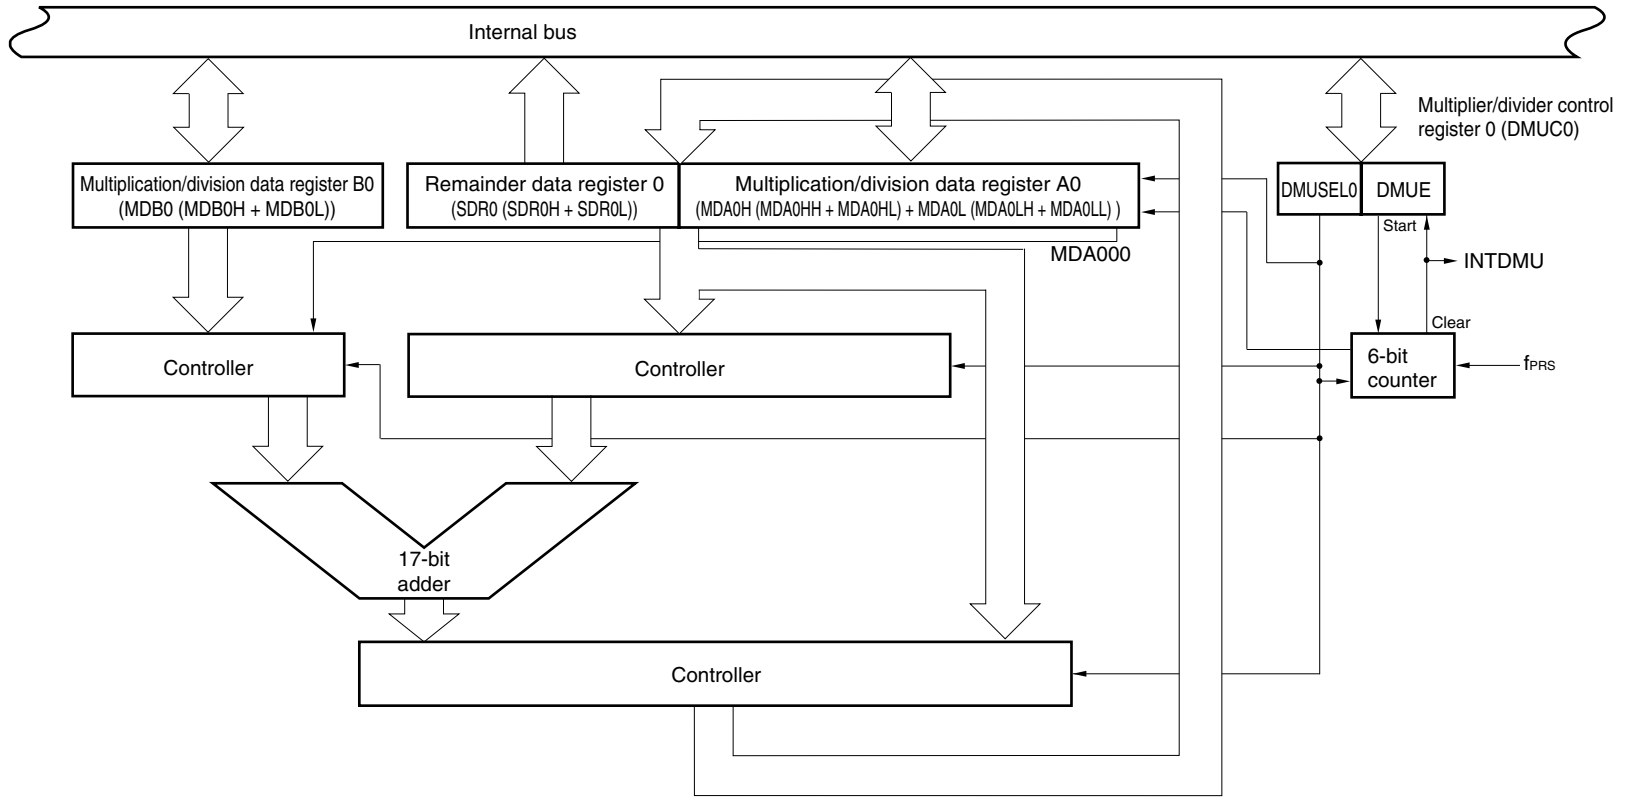 Internal bus
Multiplier/divider control
register 0 (DMUC0)
Multiplication/division data register B0
(MDB0 (MDB0H + MDB0L))
Remainder data register 0
(SDR0 (SDR0H + SDR0L))
Multiplication/division data register A0
(MDA0H (MDA0HH + MDA0HL) + MDA0L (MDA0LH + MDA0LL) )
DMUSEL0
DMUE
Start
MDA000
INTDMU
Clear
Controller
Controller
6-bit
counter
fPRS
17-bit
adder
Controller